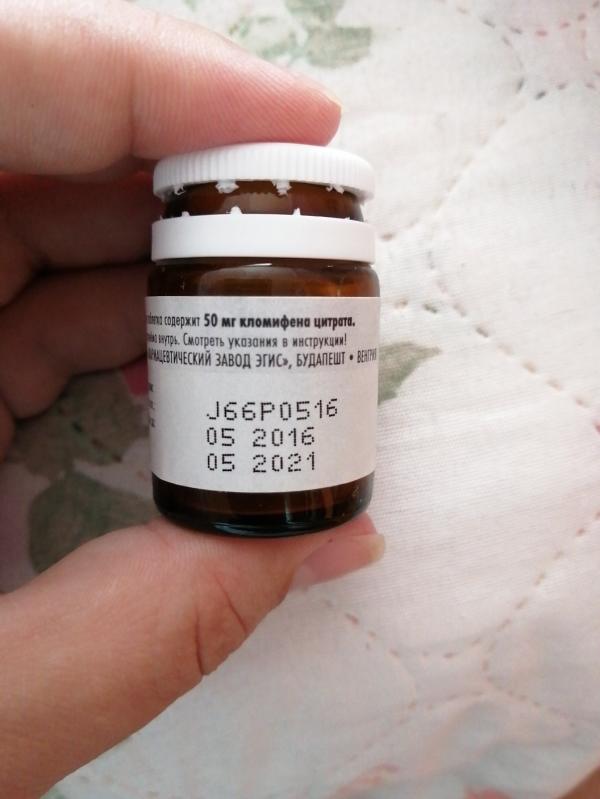 содержит 50 мг кломифена цитрата.
внутрь. Смотреть указания в инструкции!
ЗАВОД ЭГИС», БУДАПЕШТ • ВЕНГРИЯ
J66P0516
05 2016
05 2021